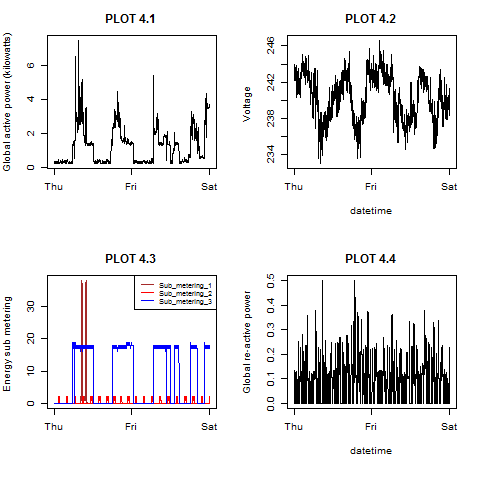 PLOT 4.1
Global active power (kilowatts)
0
2
4
6
Thu
Fri
Sat
PLOT 4.2
Voltage
234
238
242
246
Thu
Fri
Sat
datetime
PLOT 4.3
Energy sub metering
0
10
20
30
Sub_metering_1
Sub_metering_2
Sub_metering_3
Thu
Fri
Sat
PLOT 4.4
Global re-active power
0.0
0.1
0.2
0.3
0.4
0.5
Thu
Fri
Sat
datetime